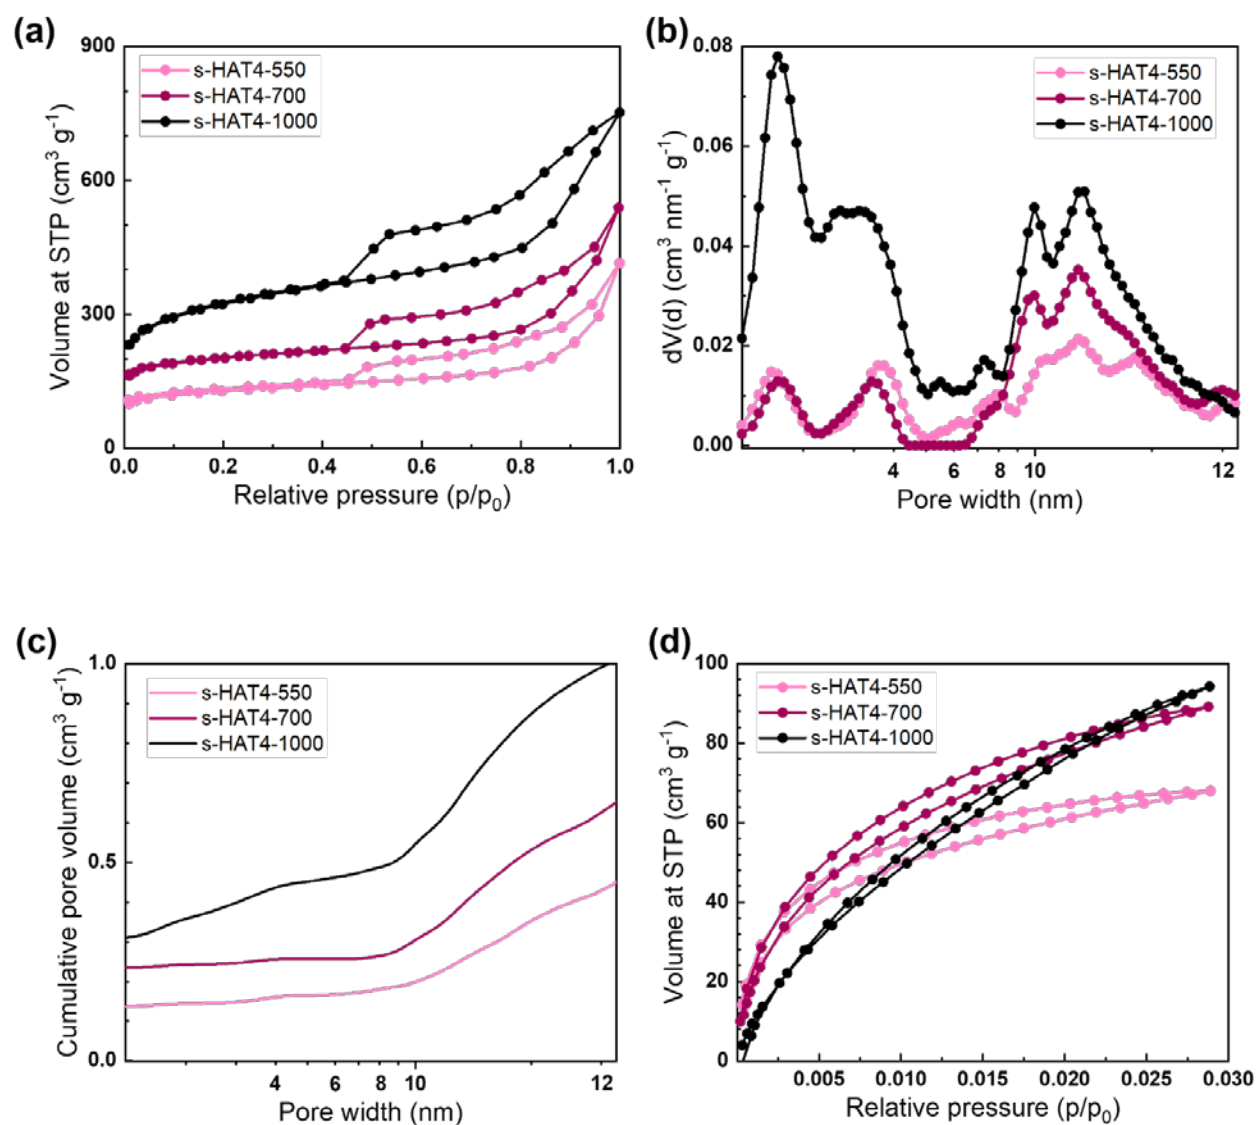 (a)
900
600
300
0
Volume at STP (cm³ g⁻¹)
s-HAT4-550
s-HAT4-700
s-HAT4-1000
0.0 0.2 0.4 0.6 0.8 1.0
Relative pressure (p/p₀)
(b)
0.08
0.06
0.04
0.02
0.00
dV(d) (cm³ nm⁻¹ g⁻¹)
s-HAT4-550
s-HAT4-700
s-HAT4-1000
4 6 8 10 12
Pore width (nm)
(c)
1.0
0.5
0.0
Cumulative pore volume (cm³ g⁻¹)
s-HAT4-550
s-HAT4-700
s-HAT4-1000
4 6 8 10 12
Pore width (nm)
(d)
100
80
60
40
20
0
Volume at STP (cm³ g⁻¹)
s-HAT4-550
s-HAT4-700
s-HAT4-1000
0.005 0.010 0.015 0.020 0.025 0.030
Relative pressure (p/p₀)